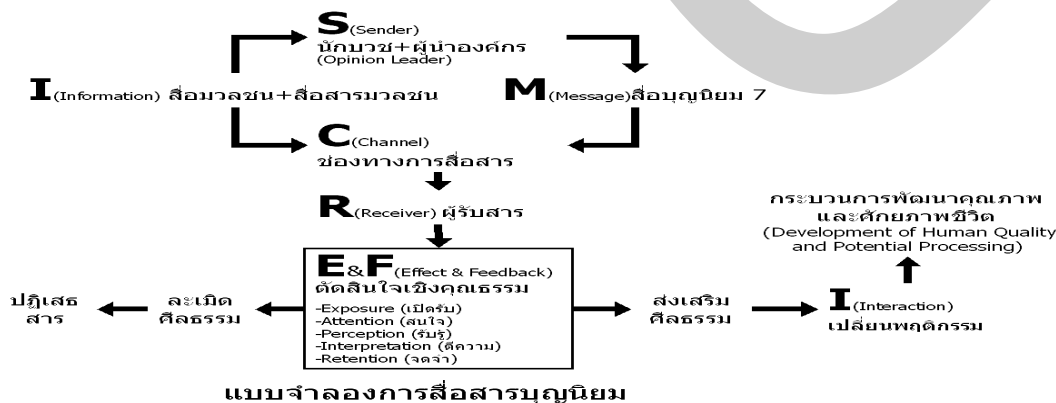 S(Sender)
นักบวช+ผู้นำองค์กร
(Opinion Leader)
I(Information) สื่อมวลชน+สื่อสารมวลชน
M(Message)สื่อบุญนิยม 7
C(Channel)
ช่องทางการสื่อสาร
R(Receiver) ผู้รับสาร
E&F(Effect & Feedback)
ตัดสินใจเชิงคุณธรรม
-Exposure (เปิดรับ)
-Attention (สนใจ)
-Perception (รับรู้)
-Interpretation (ตีความ)
-Retention (จดจำ)
ปฏิเสธ
สาร
ละเมิด
ศีลธรรม
ส่งเสริม
ศีลธรรม
I(Interaction)
เปลี่ยนพฤติกรรม
กระบวนการพัฒนาคุณภาพ
และศักยภาพชีวิต
(Development of Human Quality
and Potential Processing)
แบบจำลองการสื่อสารบุญนิยม